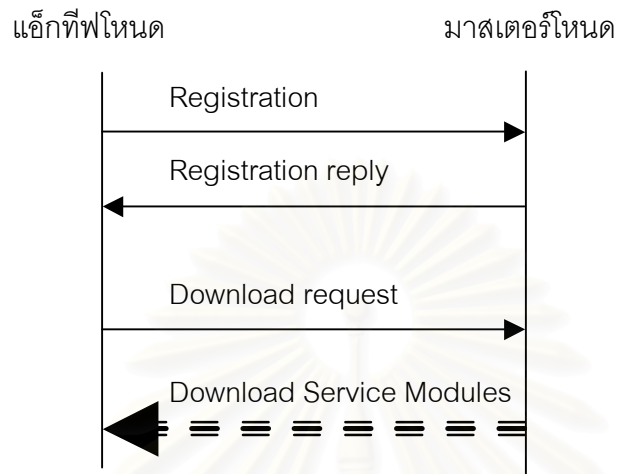 แอ็กทีฟโหนด
มาสเตอร์โหนด
Registration
Registration reply
Download request
Download Service Modules